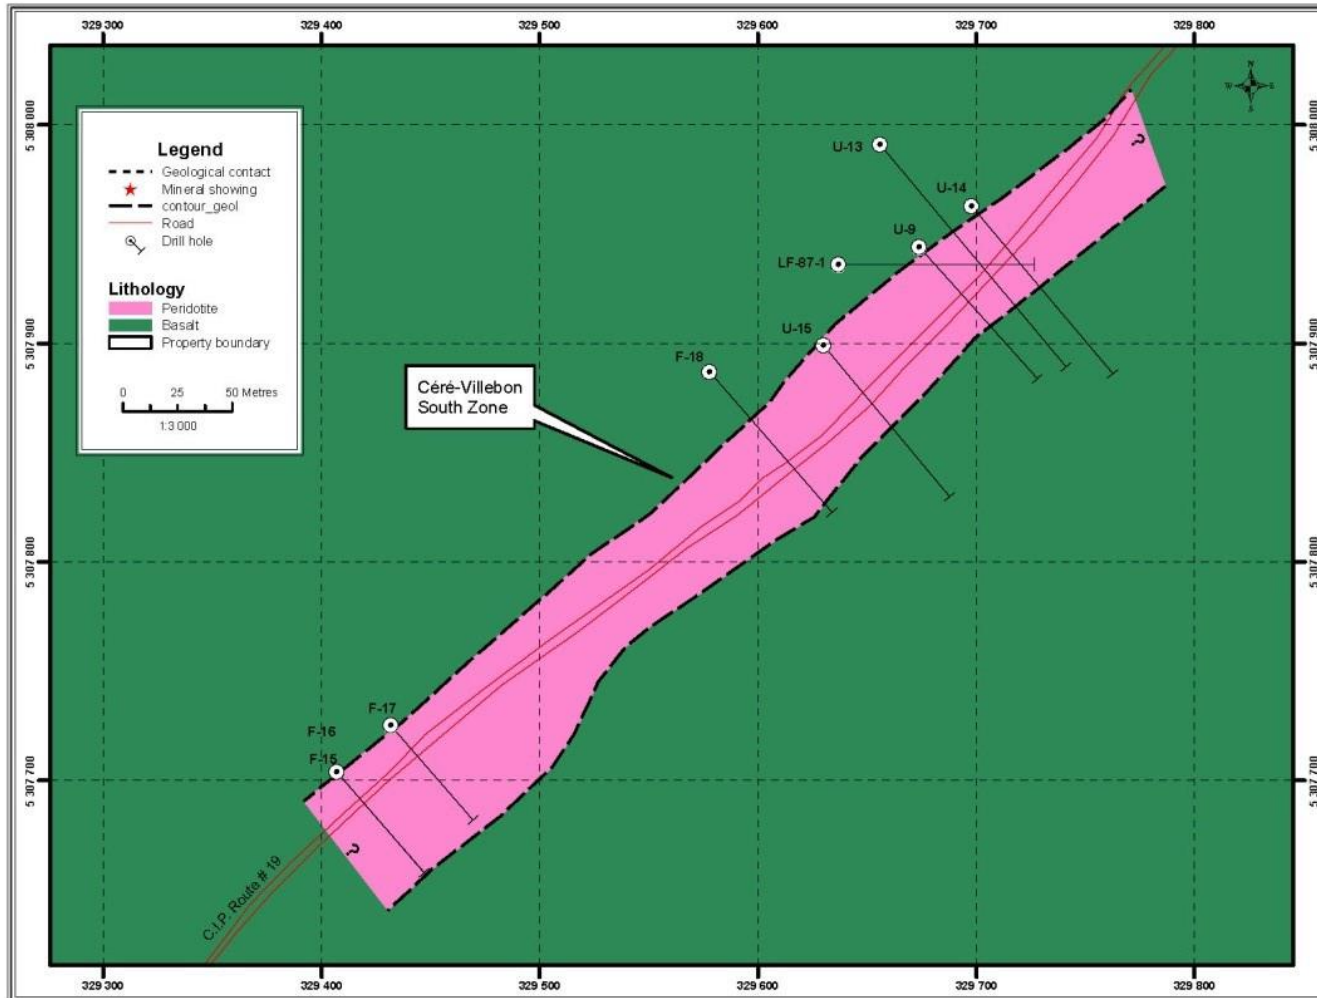 329 300 329 400 329 500 329 600 329 700 329 800
N
W E
S
5 308 000
5 308 000
Legend
Geological contact
Mineral showing
contour_geol
Road
Drill hole
Lithology
Peridotite
Basalt
Property boundary
0 25 50 Metres
1:3 000
U-13
?
U-14
U-9
LF-87-1
U-15
5 307 900
5 307 900
F-18
Céré-Villebon
South Zone
5 307 800
5 307 800
F-17
F-16
F-15
5 307 700
5 307 700
?
C.I.P. Route # 19
329 300 329 400 329 500 329 600 329 700 329 800